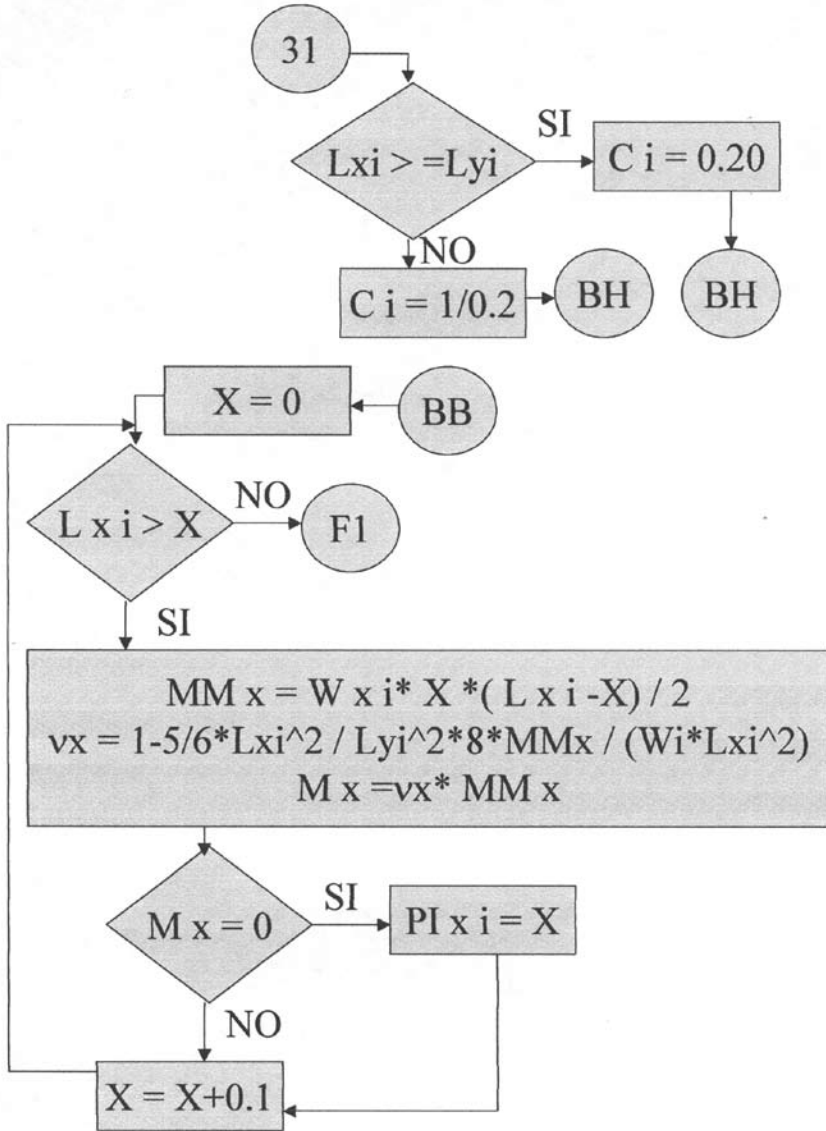 31
Lxi > =Lyi
SI
C i = 0.20
NO
C i = 1/0.2
BH
BH
X = 0
BB
L x i > X
NO
F1
SI
MM x = W x i* X *( L x i -X) / 2
νx = 1-5/6*Lxi^2 / Lyi^2*8*MMx / (Wi*Lxi^2)
M x =νx* MM x
M x = 0
SI
PI x i = X
NO
X = X+0.1